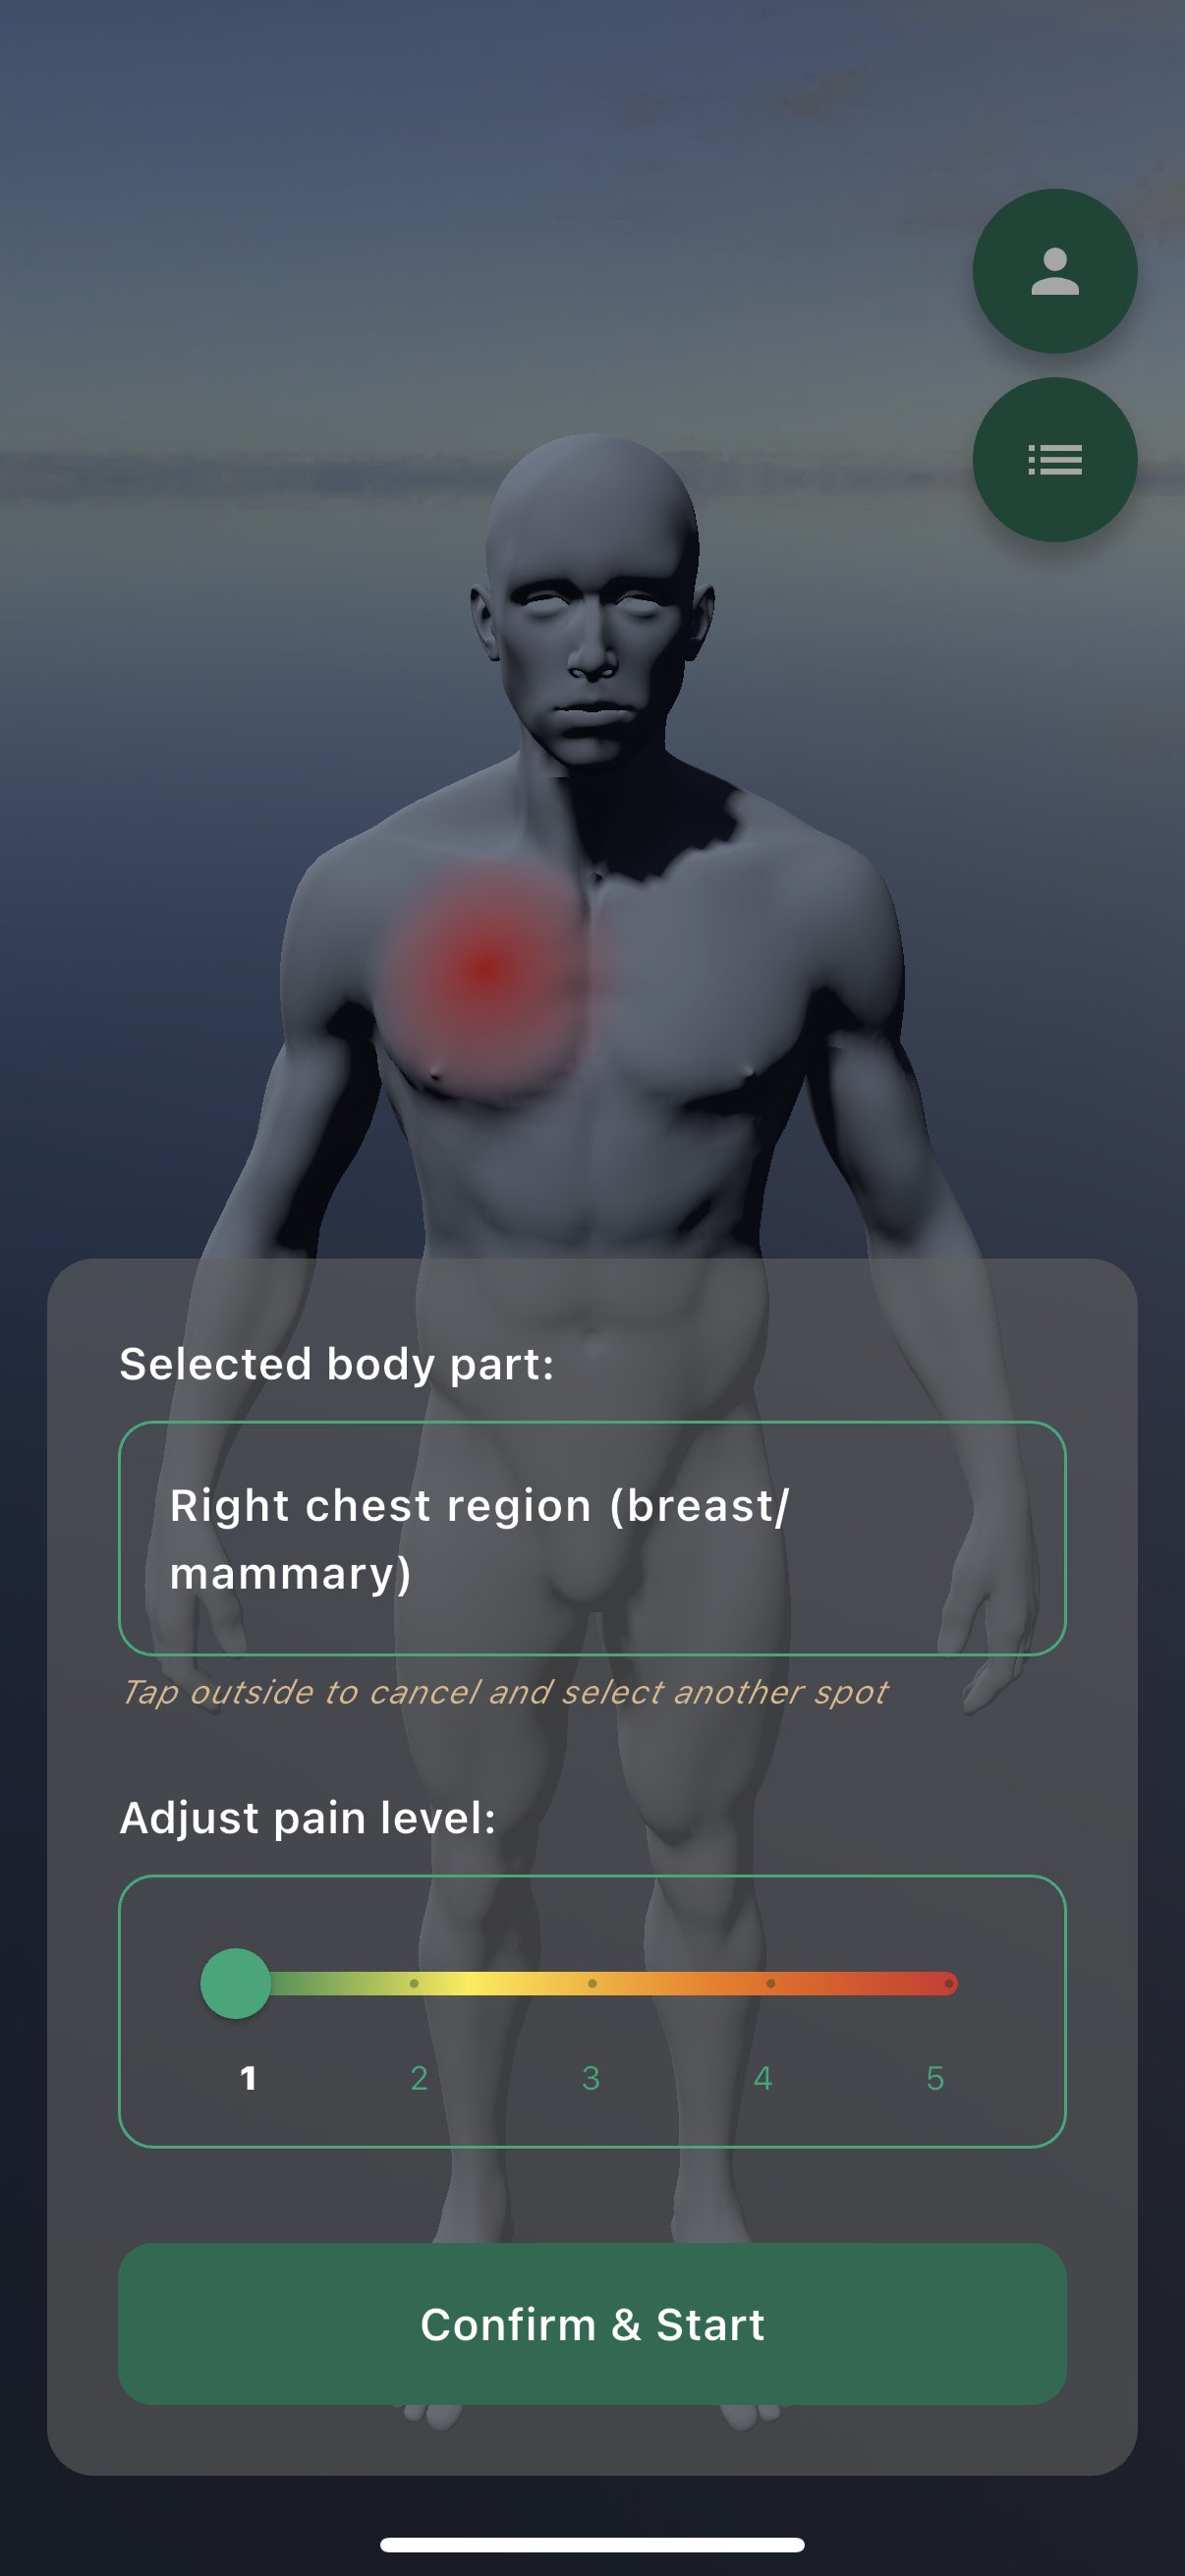 Selected body part:
Right chest region (breast/
mammary)
Tap outside to cancel and select another spot
Adjust pain level:
1 2 3 4 5
Confirm & Start